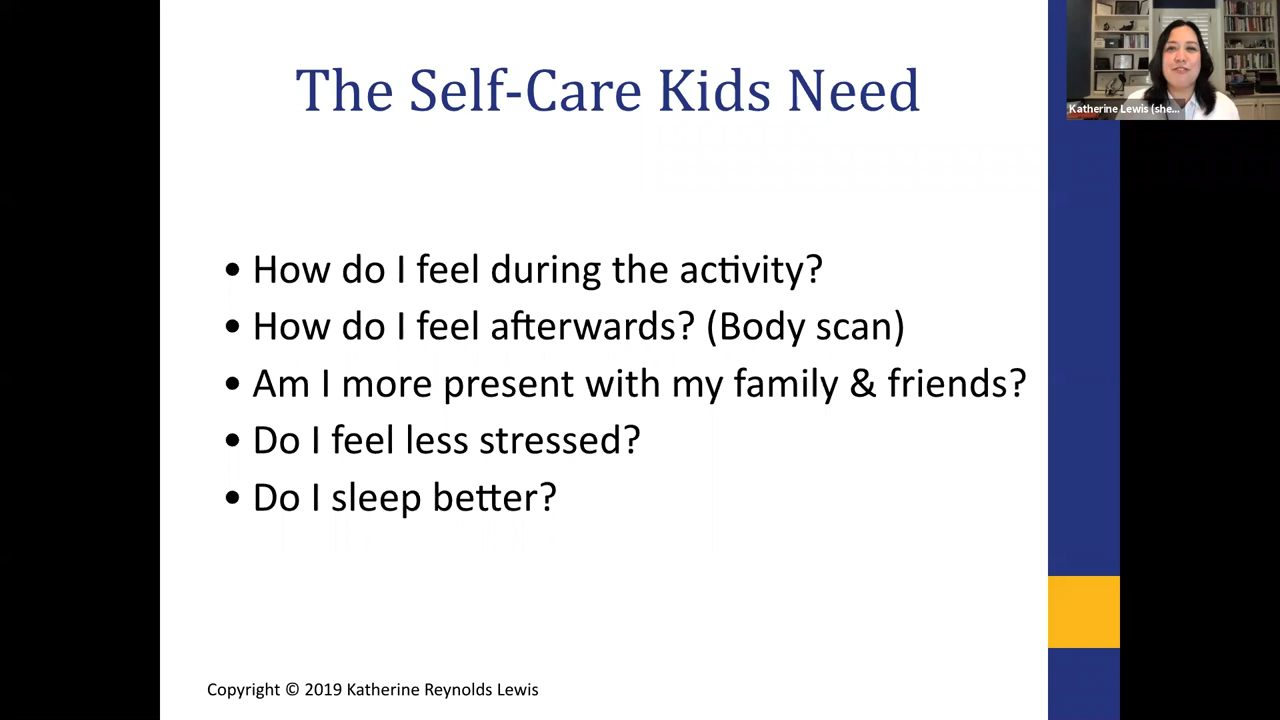 The Self-Care Kids Need
Katherine Lewis (she...
• How do I feel during the activity?
• How do I feel afterwards? (Body scan)
• Am I more present with my family & friends?
• Do I feel less stressed?
• Do I sleep better?
Copyright © 2019 Katherine Reynolds Lewis